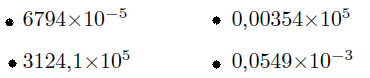 • 6794×10⁻⁵ • 0,00354×10⁵
• 3124,1×10⁵ • 0,0549×10⁻³